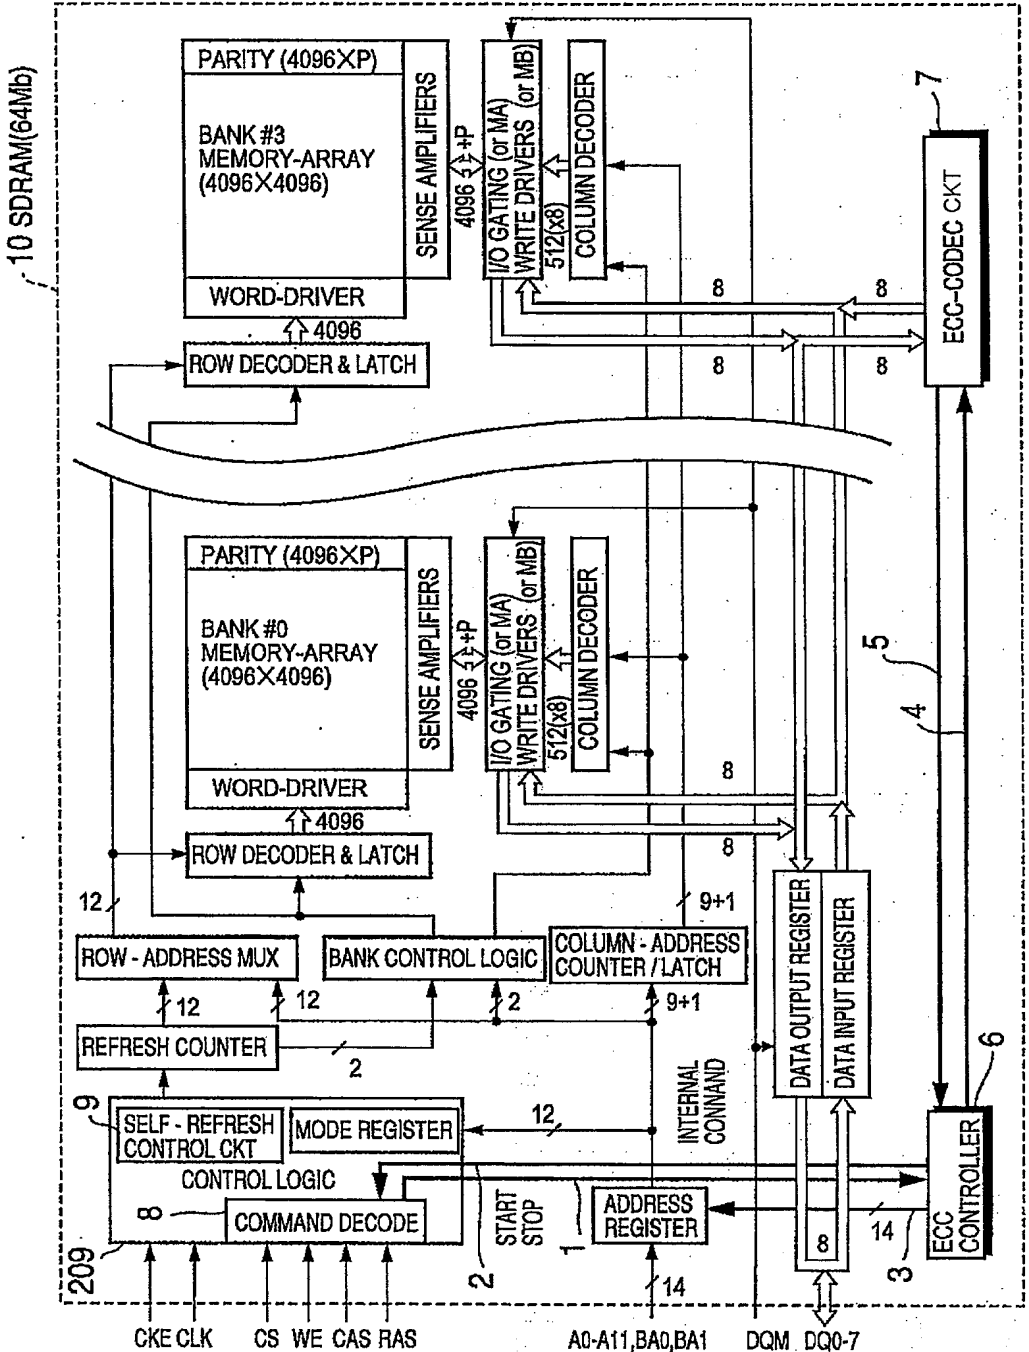 10 SDRAM(64Mb)
PARITY (4096XP)
BANK #3
MEMORY-ARRAY
(4096X4096)
SENSE AMPLIFIERS
WORD-DRIVER
4096
ROW DECODER & LATCH
4096 +P
I/O GATING (or MA)
WRITE DRIVERS (or MB)
512(x8)
COLUMN DECODER
8
8
8
8
7
ECC-CODEC CKT
PARITY (4096XP)
BANK #0
MEMORY-ARRAY
(4096X4096)
SENSE AMPLIFIERS
WORD-DRIVER
4096
ROW DECODER & LATCH
4096 +P
I/O GATING (or MA)
WRITE DRIVERS (or MB)
512(x8)
COLUMN DECODER
8
8
5
4
12
ROW - ADDRESS MUX
BANK CONTROL LOGIC
COLUMN - ADDRESS
COUNTER / LATCH
9+1
12
12
2
9+1
REFRESH COUNTER
2
DATA OUTPUT REGISTER
DATA INPUT REGISTER
9
SELF - REFRESH
CONTROL CKT
MODE REGISTER
12
INTERNAL
CONNAND
CONTROL LOGIC
8
COMMAND DECODE
209
START
STOP
2
1
ADDRESS
REGISTER
14
8
14
3
6
ECC
CONTROLLER
CKE CLK CS WE CAS RAS A0-A11,BA0,BA1 DQM DQ0-7